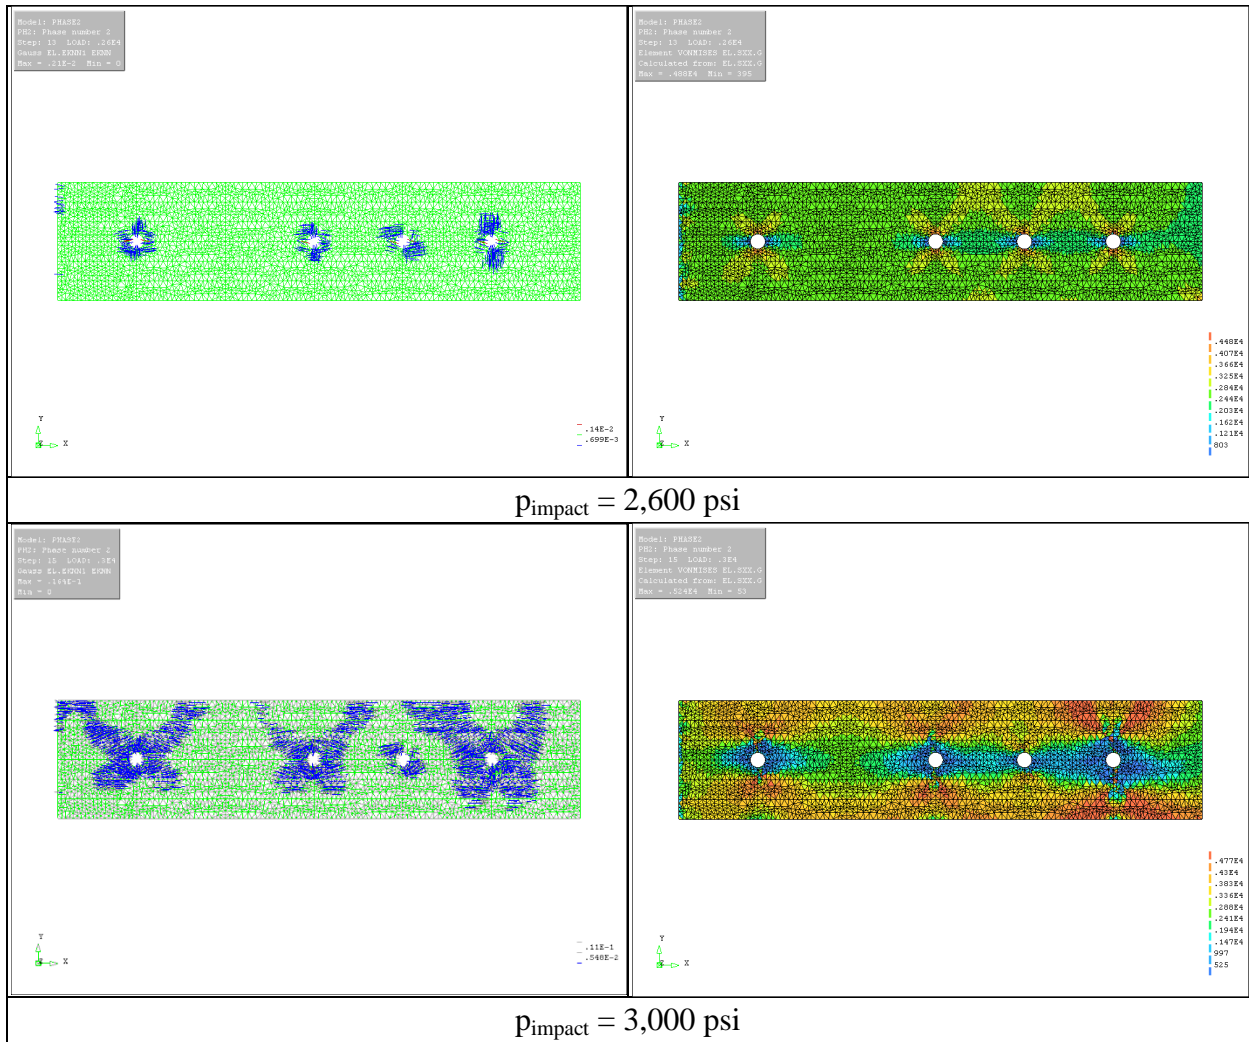 Model: PHASE2
PH2: Phase number 2
Step: 13 LOAD: .26E4
Gauss EL.EKNN1 EKNN
Max = .21E-2 Min = 0
Y
X
.14E-2
.699E-3
Model: PHASE2
PH2: Phase number 2
Step: 13 LOAD: .26E4
Element VONMISES EL.SXX.G
Calculated from: EL.SXX.G
Max = .488E4 Min = 385
.448E4
.407E4
.366E4
.325E4
.284E4
.244E4
.203E4
.162E4
.121E4
803
Y
Z X
p_impact = 2,600 psi
Model: PHASE2
PH2: Phase number 2
Step: 15 LOAD: .3E4
Gauss EL.EKNN1 EKNN
Max = .164E-1
Min = 0
Y
X
.11E-1
.548E-2
Model: PHASE2
PH2: Phase number 2
Step: 15 LOAD: .3E4
Element VONMISES EL.SXX.G
Calculated from: EL.SXX.G
Max = .524E4 Min = 53
.477E4
.43E4
.383E4
.336E4
.288E4
.241E4
.194E4
.147E4
997
525
Y
Z X
p_impact = 3,000 psi